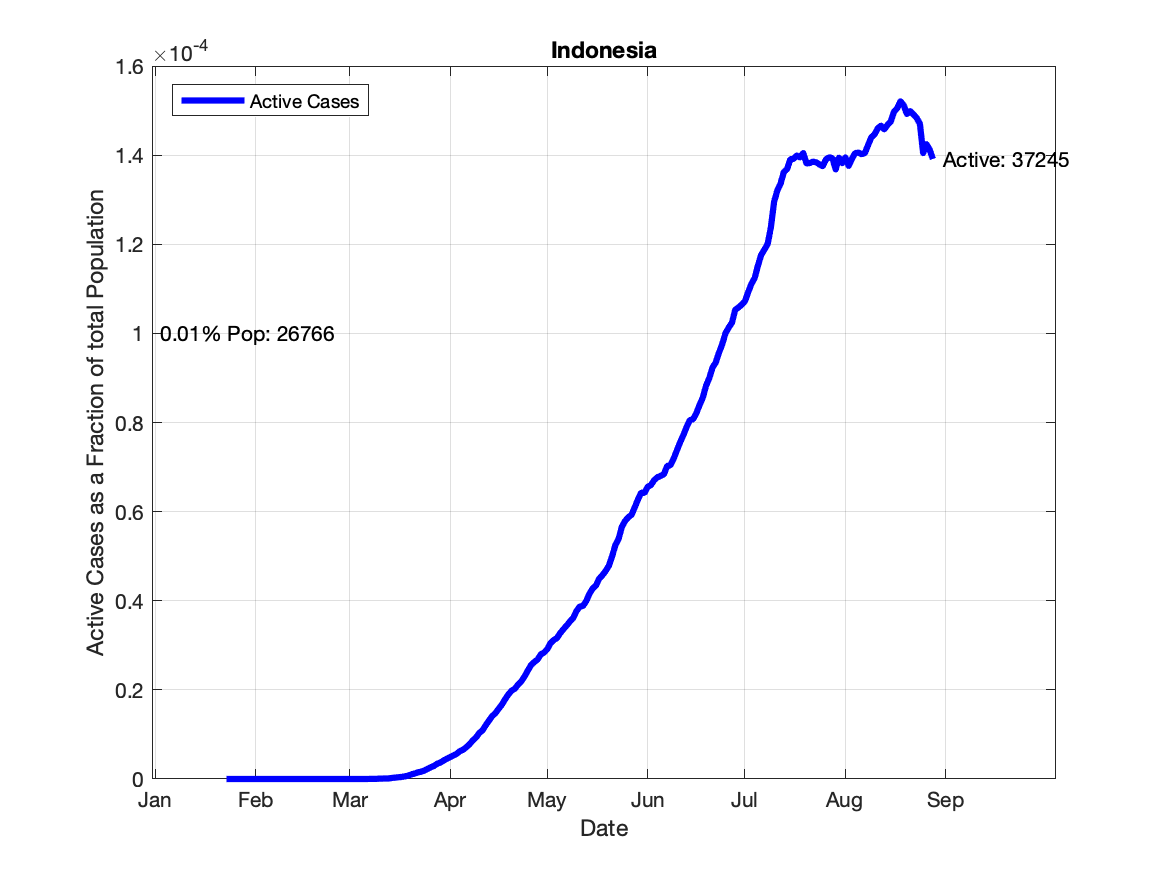 Indonesia
×10-4
1.6
1.4
1.2
1
0.8
0.6
0.4
0.2
0
Active Cases
Active: 37245
0.01% Pop: 26766
Active Cases as a Fraction of total Population
Jan Feb Mar Apr May Jun Jul Aug Sep
Date